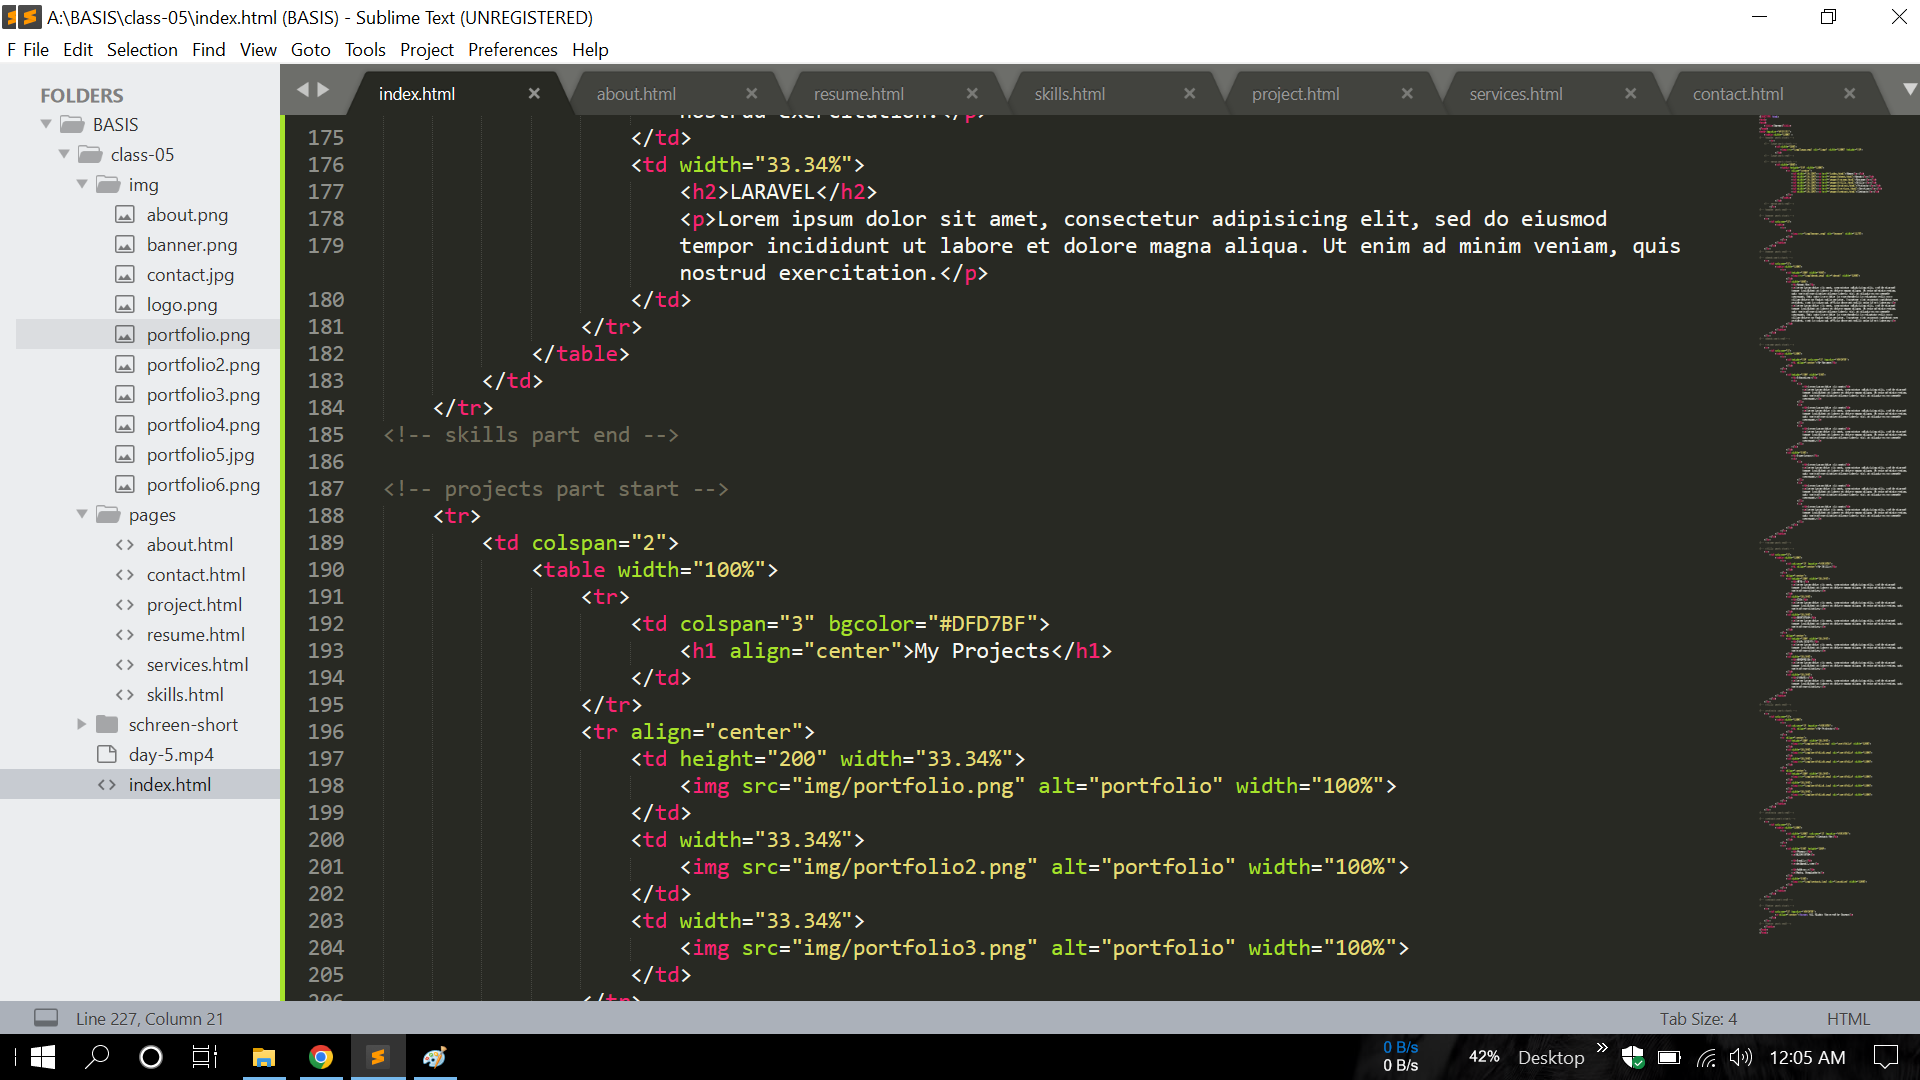 A:\BASIS\class-05\index.html (BASIS) - Sublime Text (UNREGISTERED)
F File Edit Selection Find View Goto Tools Project Preferences Help
FOLDERS
BASIS
class-05
img
about.png
banner.png
contact.jpg
logo.png
portfolio.png
portfolio2.png
portfolio3.png
portfolio4.png
portfolio5.jpg
portfolio6.png
pages
about.html
contact.html
project.html
resume.html
services.html
skills.html
schreen-short
day-5.mp4
index.html
index.html about.html resume.html skills.html project.html services.html contact.html
nostrud exercitation.</p>
175 </td>
176 <td width="33.34%">
177 <h2>LARAVEL</h2>
178 <p>Lorem ipsum dolor sit amet, consectetur adipisicing elit, sed do eiusmod
179 tempor incididunt ut labore et dolore magna aliqua. Ut enim ad minim veniam, quis
nostrud exercitation.</p>
180 </td>
181 </tr>
182 </table>
183 </td>
184 </tr>
185 <!-- skills part end -->
186
187 <!-- projects part start -->
188 <tr>
189 <td colspan="2">
190 <table width="100%">
191 <tr>
192 <td colspan="3" bgcolor="#DFD7BF">
193 <h1 align="center">My Projects</h1>
194 </td>
195 </tr>
196 <tr align="center">
197 <td height="200" width="33.34%">
198 <img src="img/portfolio.png" alt="portfolio" width="100%">
199 </td>
200 <td width="33.34%">
201 <img src="img/portfolio2.png" alt="portfolio" width="100%">
202 </td>
203 <td width="33.34%">
204 <img src="img/portfolio3.png" alt="portfolio" width="100%">
205 </td>
206 </tr>
Line 227, Column 21 Tab Size: 4 HTML
0 B/s
0 B/s
42% Desktop 12:05 AM